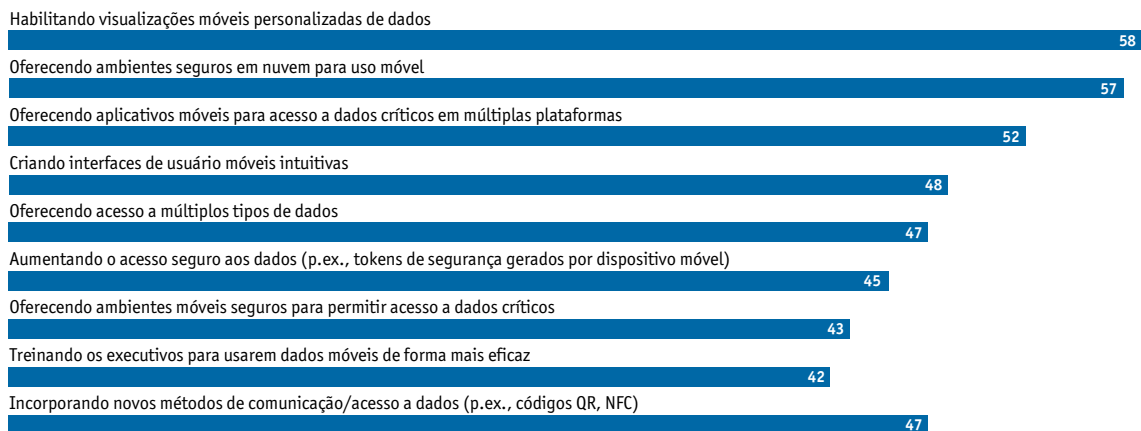 Habilitando visualizações móveis personalizadas de dados
58
Oferecendo ambientes seguros em nuvem para uso móvel
57
Oferecendo aplicativos móveis para acesso a dados críticos em múltiplas plataformas
52
Criando interfaces de usuário móveis intuitivas
48
Oferecendo acesso a múltiplos tipos de dados
47
Aumentando o acesso seguro aos dados (p.ex., tokens de segurança gerados por dispositivo móvel)
45
Oferecendo ambientes móveis seguros para permitir acesso a dados críticos
43
Treinando os executivos para usarem dados móveis de forma mais eficaz
42
Incorporando novos métodos de comunicação/acesso a dados (p.ex., códigos QR, NFC)
47